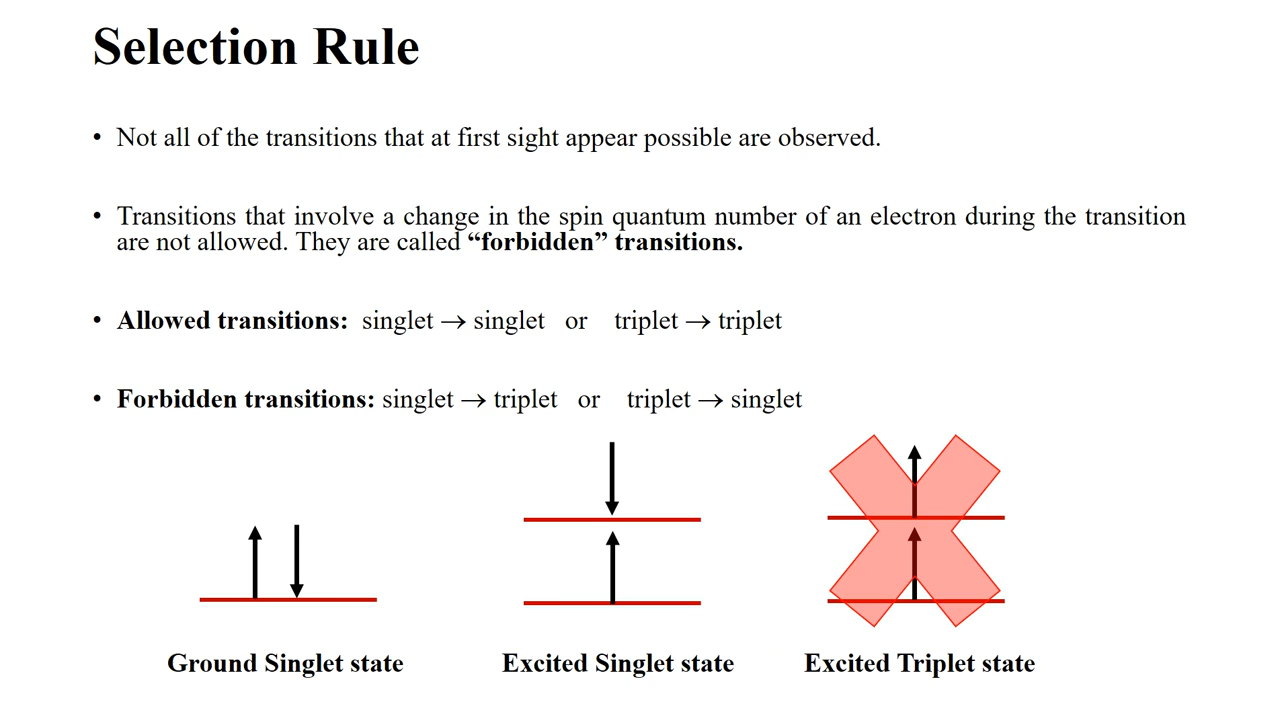 Selection Rule
• Not all of the transitions that at first sight appear possible are observed.
• Transitions that involve a change in the spin quantum number of an electron during the transition
are not allowed. They are called “forbidden” transitions.
• Allowed transitions: singlet → singlet or triplet → triplet
• Forbidden transitions: singlet → triplet or triplet → singlet
Ground Singlet state
Excited Singlet state
Excited Triplet state